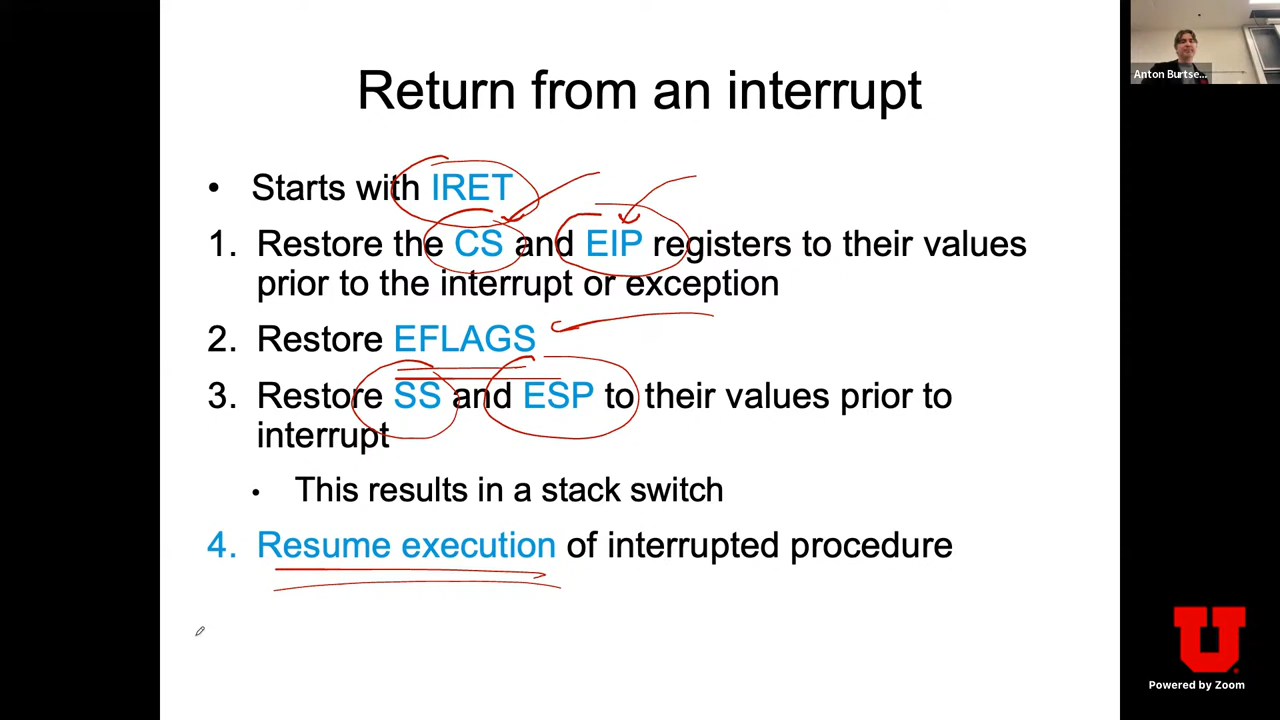 Return from an interrupt
• Starts with IRET
1. Restore the CS and EIP registers to their values
prior to the interrupt or exception
2. Restore EFLAGS
3. Restore SS and ESP to their values prior to
interrupt
• This results in a stack switch
4. Resume execution of interrupted procedure
Anton Burtse...
U
Powered by Zoom